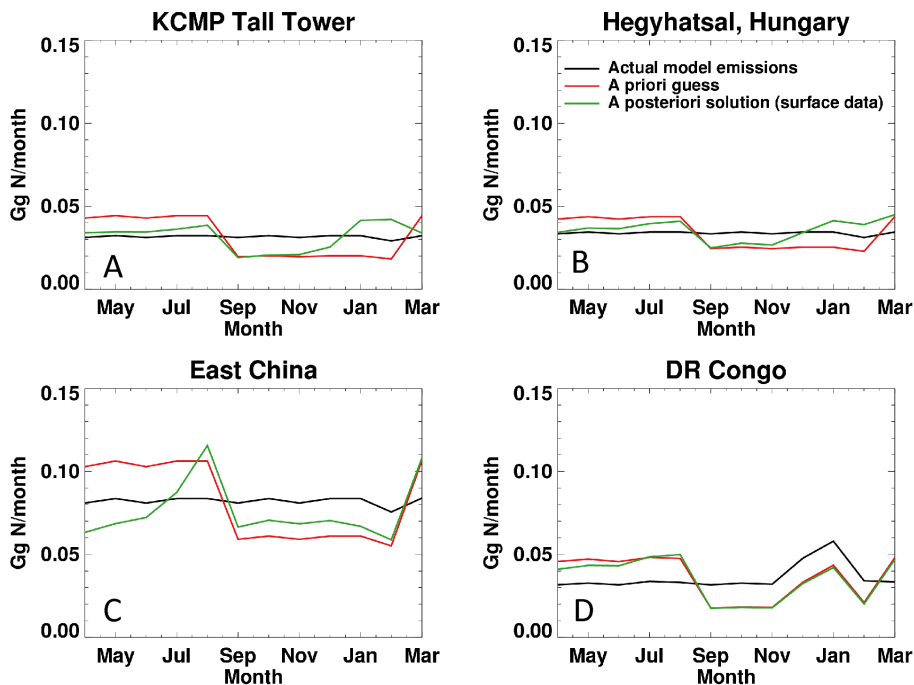 KCMP Tall Tower
0.15
0.10
0.05
0.00
Gg N/month
A
May Jul Sep Nov Jan Mar
Month
Hegyhatsal, Hungary
Actual model emissions
A priori guess
A posteriori solution (surface data)
0.15
0.10
0.05
0.00
Gg N/month
B
May Jul Sep Nov Jan Mar
Month
East China
0.15
0.10
0.05
0.00
Gg N/month
C
May Jul Sep Nov Jan Mar
Month
DR Congo
0.15
0.10
0.05
0.00
Gg N/month
D
May Jul Sep Nov Jan Mar
Month